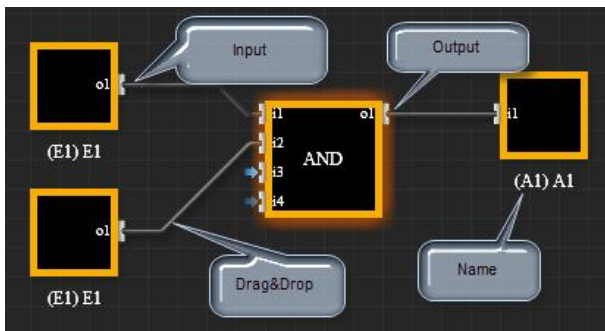 Input
Output
o1
(E1) E1
i1
i2
i3
i4
o1
AND
i1
(A1) A1
o1
(E1) E1
Drag&Drop
Name